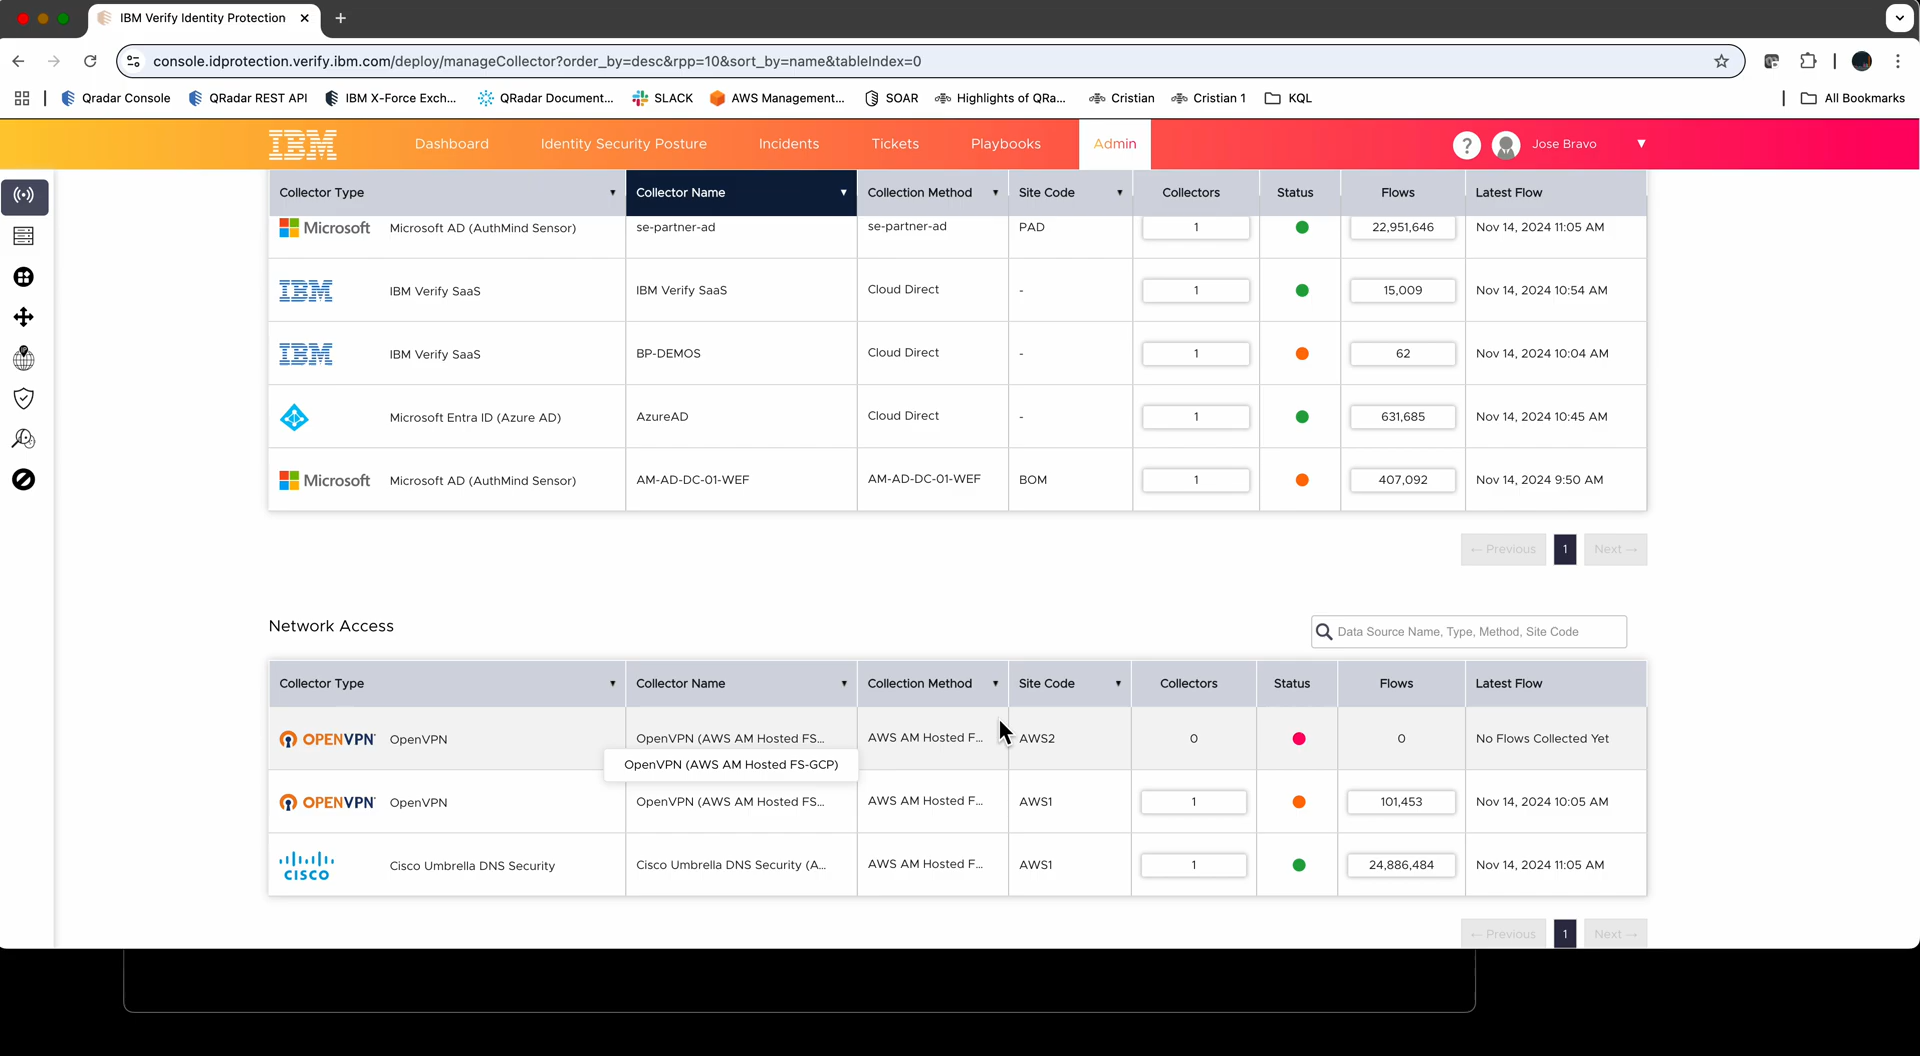 IBM Verify Identity Protection
console.idprotection.verify.ibm.com/deploy/manageCollector?order_by=desc&rpp=10&sort_by=name&tableIndex=0
Qradar Console QRadar REST API IBM X-Force Exch... QRadar Document... SLACK AWS Management... SOAR Highlights of QRa... Cristian Cristian 1 KQL All Bookmarks
IBM Dashboard Identity Security Posture Incidents Tickets Playbooks Admin ? Jose Bravo
Collector Type Collector Name Collection Method Site Code Collectors Status Flows Latest Flow
Microsoft Microsoft AD (AuthMind Sensor) se-partner-ad se-partner-ad PAD 1 22,951,646 Nov 14, 2024 11:05 AM
IBM IBM Verify SaaS IBM Verify SaaS Cloud Direct - 1 15,009 Nov 14, 2024 10:54 AM
IBM IBM Verify SaaS BP-DEMOS Cloud Direct - 1 62 Nov 14, 2024 10:04 AM
Microsoft Entra ID (Azure AD) AzureAD Cloud Direct - 1 631,685 Nov 14, 2024 10:45 AM
Microsoft Microsoft AD (AuthMind Sensor) AM-AD-DC-01-WEF AM-AD-DC-01-WEF BOM 1 407,092 Nov 14, 2024 9:50 AM
← Previous 1 Next →
Network Access
Data Source Name, Type, Method, Site Code
Collector Type Collector Name Collection Method Site Code Collectors Status Flows Latest Flow
OPENVPN OpenVPN OpenVPN (AWS AM Hosted FS... AWS AM Hosted F... AWS2 0 0 No Flows Collected Yet
OpenVPN (AWS AM Hosted FS-GCP)
OPENVPN OpenVPN OpenVPN (AWS AM Hosted FS... AWS AM Hosted F... AWS1 1 101,453 Nov 14, 2024 10:05 AM
CISCO Cisco Umbrella DNS Security Cisco Umbrella DNS Security (A... AWS AM Hosted F... AWS1 1 24,886,484 Nov 14, 2024 11:05 AM
← Previous 1 Next →